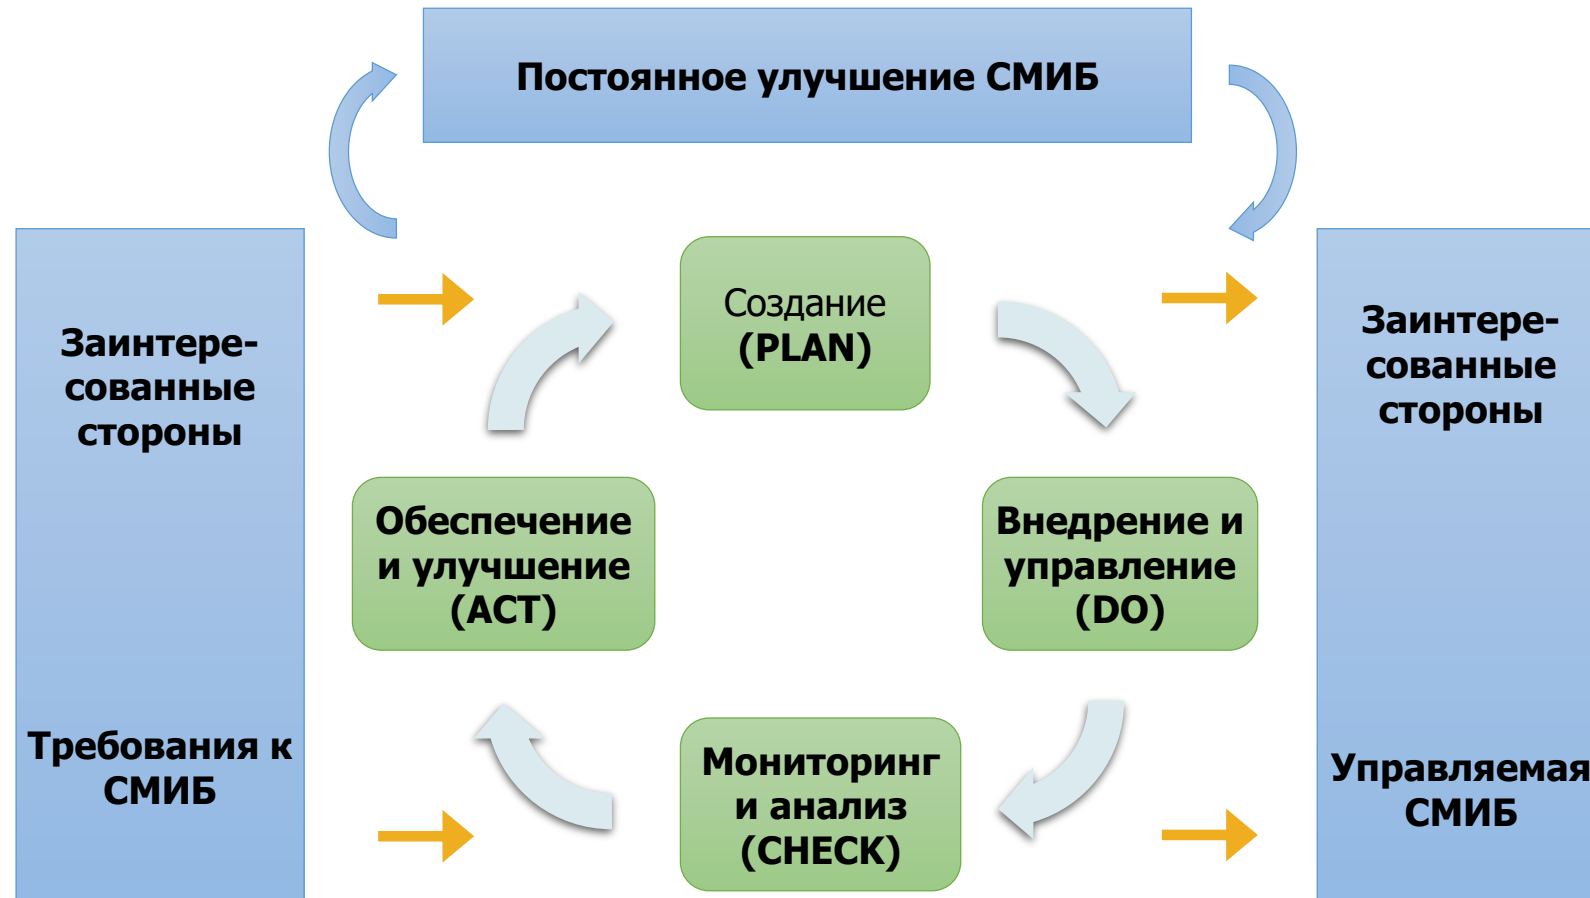 Постоянное улучшение СМИБ
Заинтере-
сованные
стороны
Требования к
СМИБ
Создание
(PLAN)
Обеспечение
и улучшение
(ACT)
Внедрение и
управление
(DO)
Мониторинг
и анализ
(CHECK)
Заинтере-
сованные
стороны
Управляемая
СМИБ